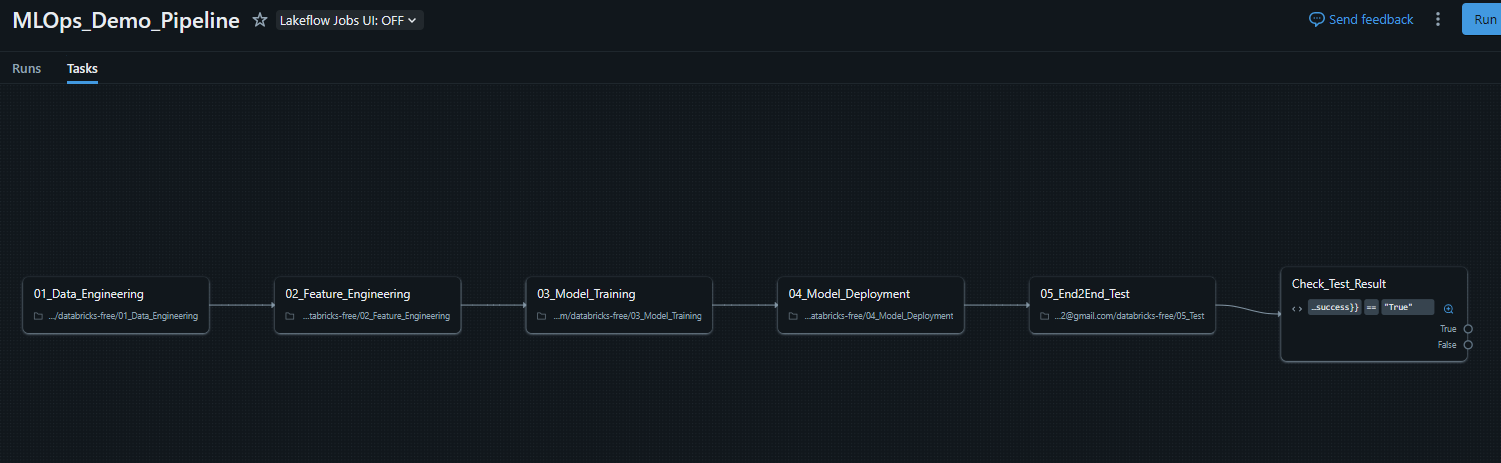 MLOps_Demo_Pipeline Lakeflow Jobs UI: OFF Send feedback Run
Runs Tasks
01_Data_Engineering
.../databricks-free/01_Data_Engineering
02_Feature_Engineering
...tabricks-free/02_Feature_Engineering
03_Model_Training
...m/databricks-free/03_Model_Training
04_Model_Deployment
...atabricks-free/04_Model_Deployment
05_End2End_Test
...2@gmail.com/databricks-free/05_Test
Check_Test_Result
...success}} == "True"
True
False